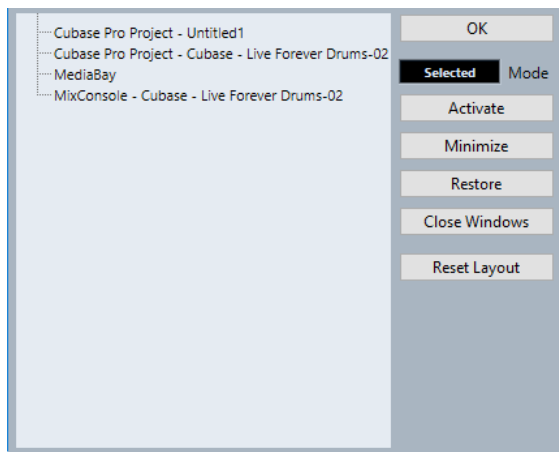 Cubase Pro Project - Untitled1
Cubase Pro Project - Cubase - Live Forever Drums-02
MediaBay
MixConsole - Cubase - Live Forever Drums-02
OK
Selected Mode
Activate
Minimize
Restore
Close Windows
Reset Layout